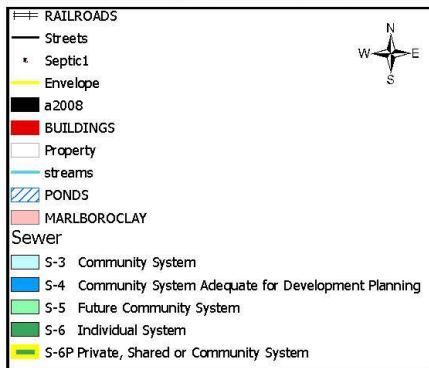 RAILROADS
N
Streets
W E
Septic1
S
Envelope
a2008
BUILDINGS
Property
streams
PONDS
MARLBOROCLAY
Sewer
S-3 Community System
S-4 Community System Adequate for Development Planning
S-5 Future Community System
S-6 Individual System
S-6P Private, Shared or Community System